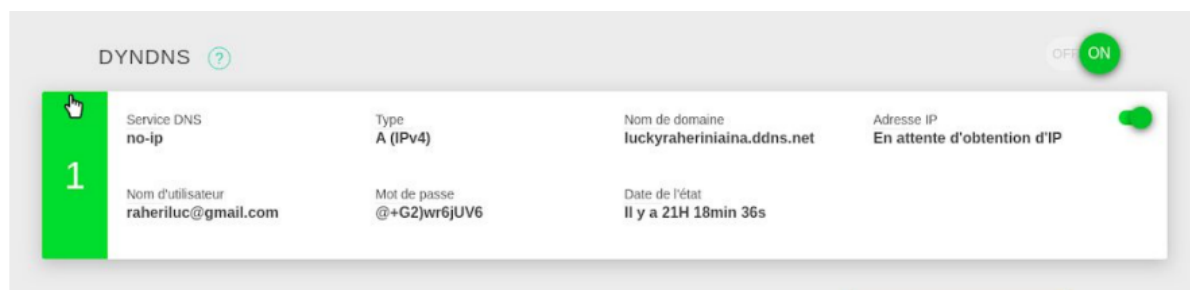 DYNDNS ?
OFF ON
1
Service DNS
no-ip
Type
A (IPv4)
Nom de domaine
luckyraheriniaina.ddns.net
Adresse IP
En attente d'obtention d'IP
Nom d'utilisateur
raheriluc@gmail.com
Mot de passe
@+G2)wr6jUV6
Date de l'état
Il y a 21H 18min 36s